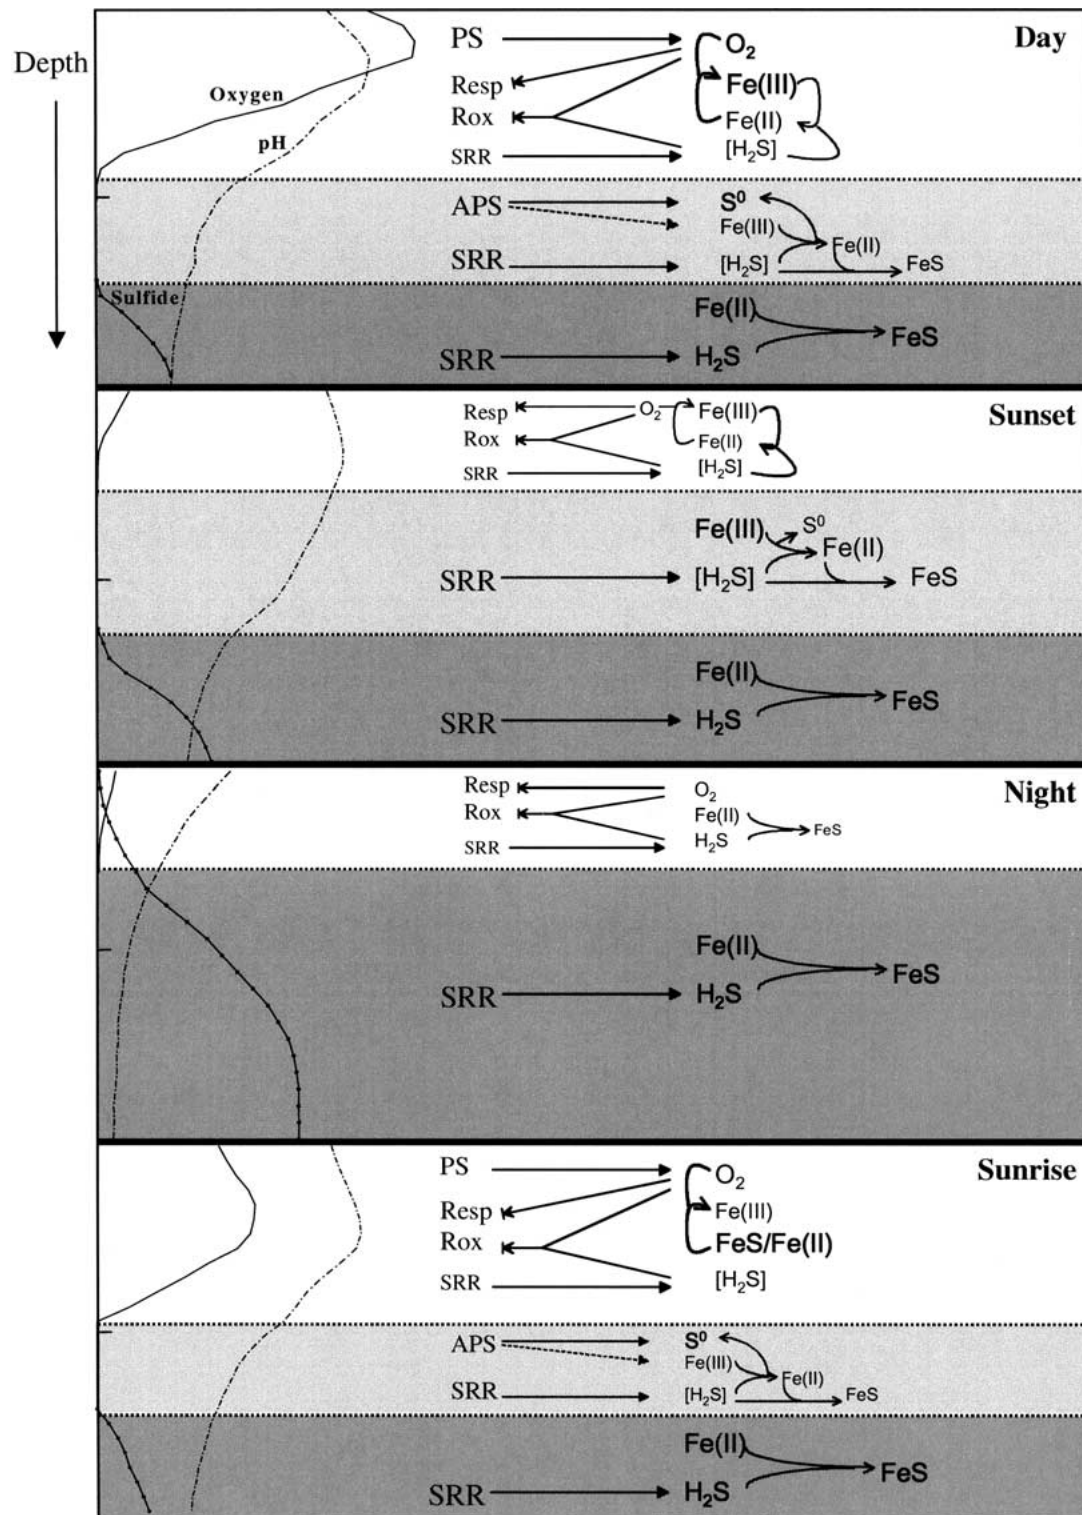 Depth
Day
Oxygen
pH
PS
O₂
Resp
Fe(III)
Rox
Fe(II)
SRR
[H₂S]
APS
S⁰
Fe(III)
Fe(II)
SRR
[H₂S]
FeS
Sulfide
Fe(II)
FeS
SRR
H₂S
Sunset
Resp
O₂
Fe(III)
Rox
Fe(II)
SRR
[H₂S]
Fe(III)
S⁰
Fe(II)
SRR
[H₂S]
FeS
Fe(II)
FeS
SRR
H₂S
Night
Resp
O₂
Rox
Fe(II)
FeS
SRR
H₂S
Fe(II)
FeS
SRR
H₂S
Sunrise
PS
O₂
Resp
Fe(III)
Rox
FeS/Fe(II)
SRR
[H₂S]
APS
S⁰
Fe(III)
Fe(II)
SRR
[H₂S]
FeS
Fe(II)
FeS
SRR
H₂S